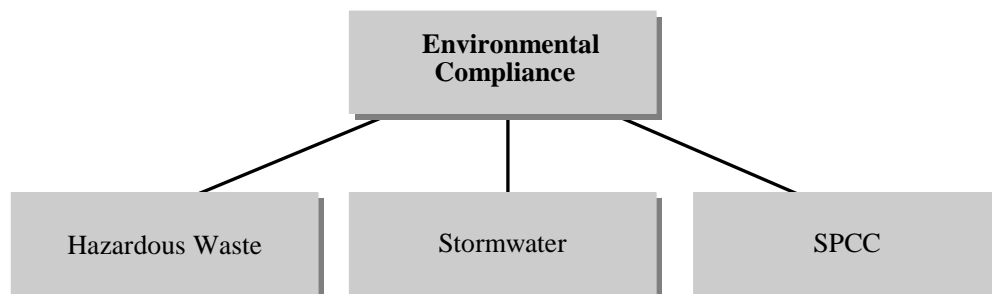 Environmental
Compliance
Hazardous Waste
Stormwater
SPCC